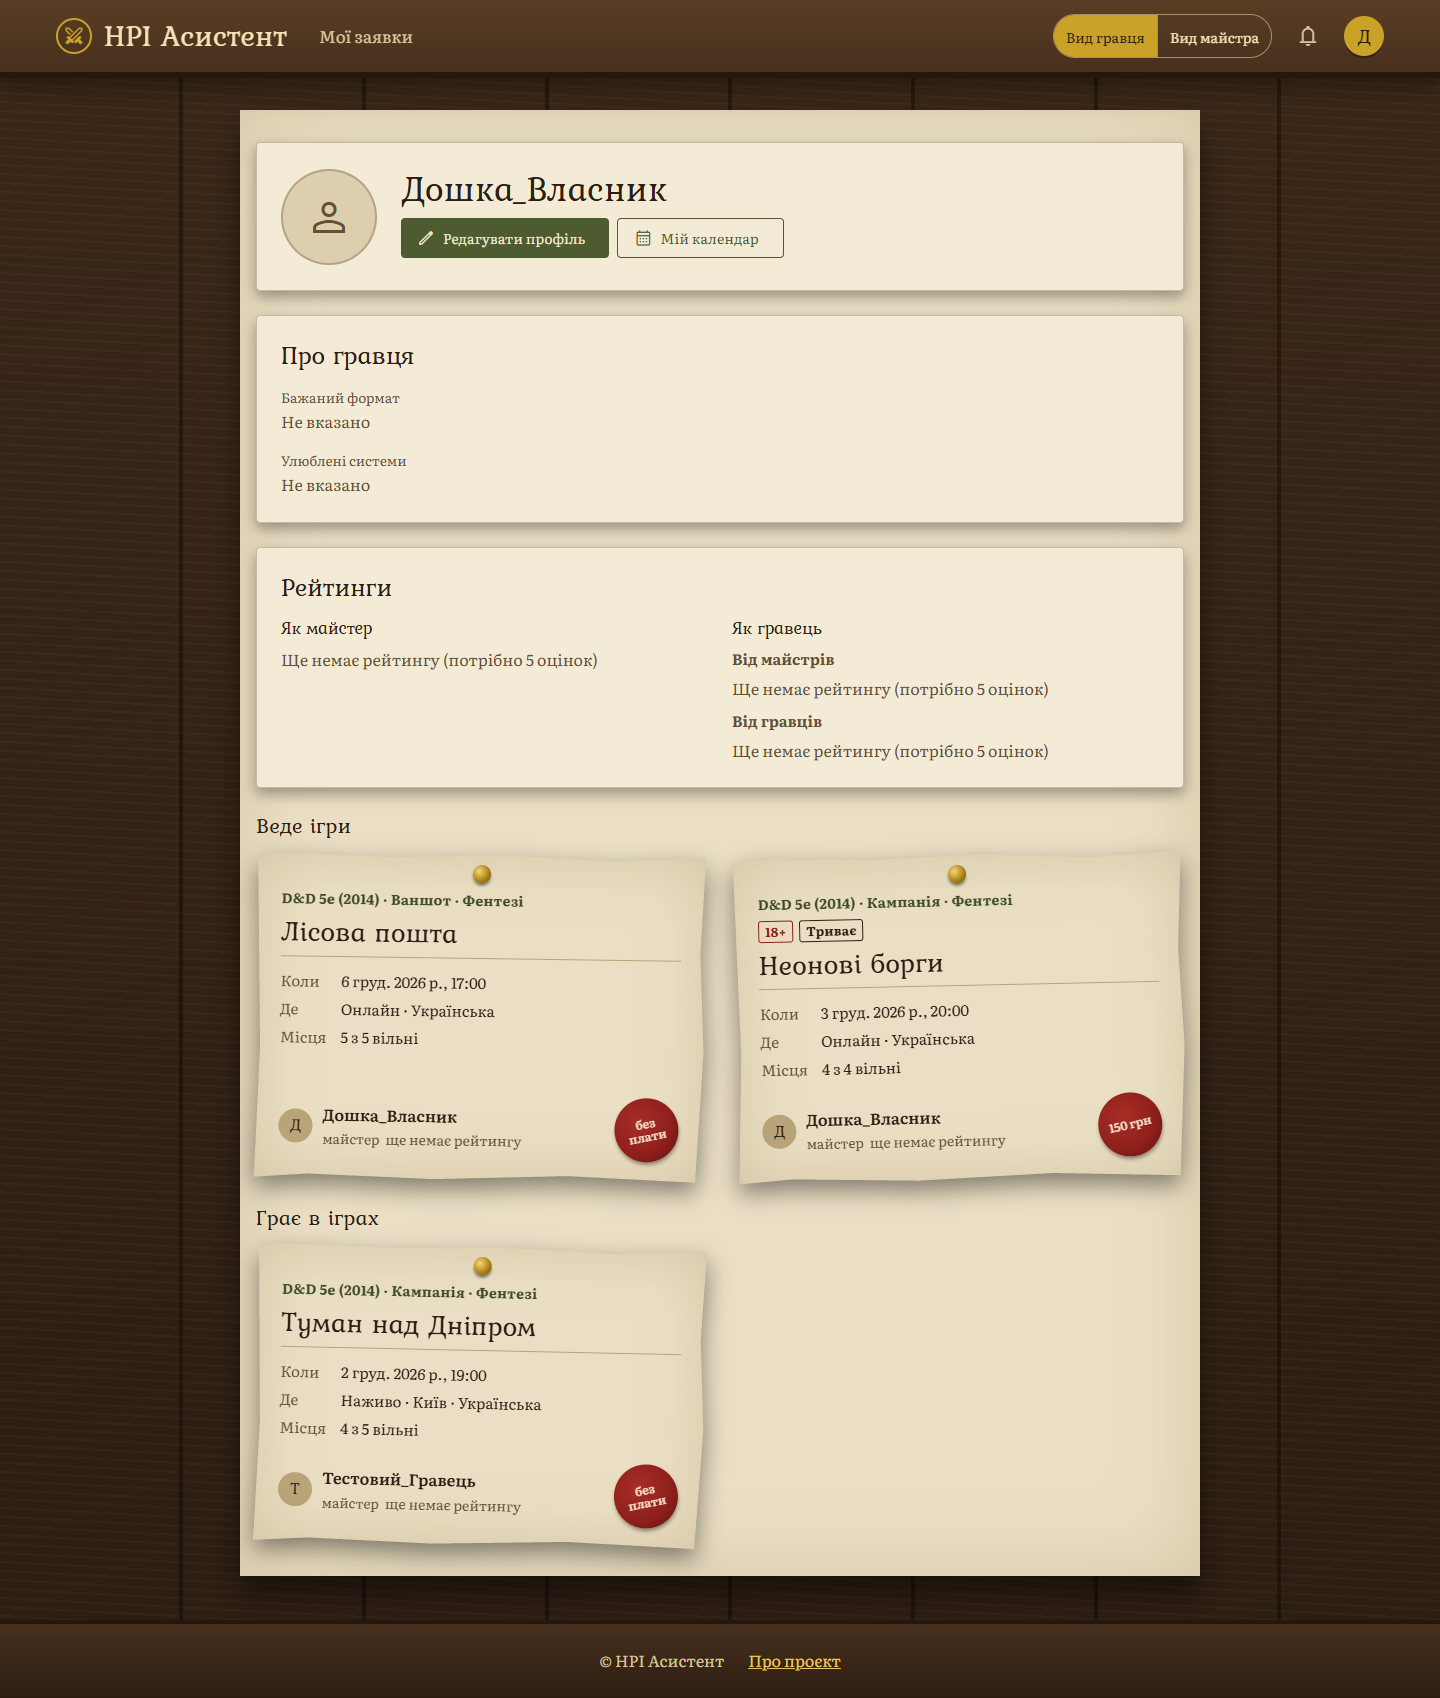 НРІ Асистент
Мої заявки
Вид гравця
Вид майстра
Д
Дошка_Власник
Редагувати профіль
Мій календар
Про гравця
Бажаний формат
Не вказано
Улюблені системи
Не вказано
Рейтинги
Як майстер
Ще немає рейтингу (потрібно 5 оцінок)
Як гравець
Від майстрів
Ще немає рейтингу (потрібно 5 оцінок)
Від гравців
Ще немає рейтингу (потрібно 5 оцінок)
Веде ігри
D&D 5e (2014) · Ваншот · Фентезі
Лісова пошта
Коли 6 груд. 2026 р., 17:00
Де Онлайн · Українська
Місця 5 з 5 вільні
Д
Дошка_Власник
майстер ще немає рейтингу
без
плати
D&D 5e (2014) · Кампанія · Фентезі
18+ Триває
Неонові борги
Коли 3 груд. 2026 р., 20:00
Де Онлайн · Українська
Місця 4 з 4 вільні
Д
Дошка_Власник
майстер ще немає рейтингу
150 грн
Грає в іграх
D&D 5e (2014) · Кампанія · Фентезі
Туман над Дніпром
Коли 2 груд. 2026 р., 19:00
Де Наживо · Київ · Українська
Місця 4 з 5 вільні
Т
Тестовий_Гравець
майстер ще немає рейтингу
без
плати
© НРІ Асистент
Про проєкт